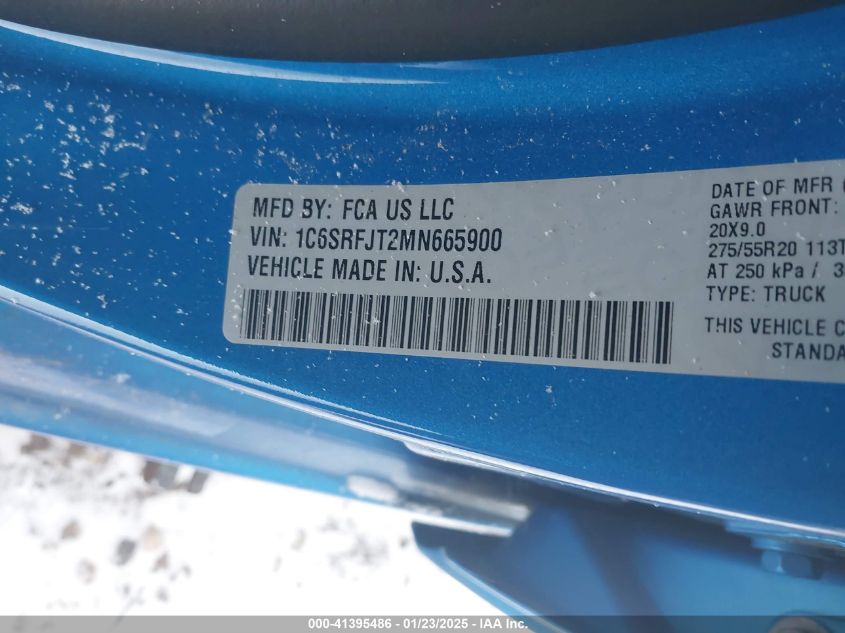 MFD BY: FCA US LLC
VIN: 1C6SRFJT2MN665900
VEHICLE MADE IN: U.S.A.
DATE OF MFR
GAWR FRONT:
20X9.0
275/55R20 113T
AT 250 kPa / 3
TYPE: TRUCK
THIS VEHICLE C
STANDA
000-41395486 - 01/23/2025 - IAA Inc.